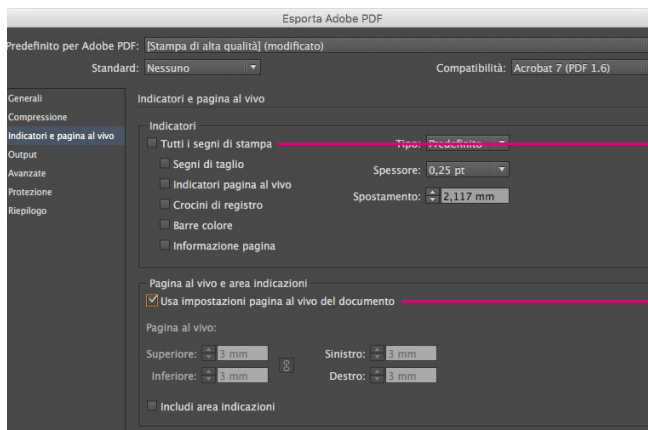 Esporta Adobe PDF
Predefinito per Adobe PDF: [Stampa di alta qualità] (modificato)
Standard: Nessuno Compatibilità: Acrobat 7 (PDF 1.6)
Generali
Compressione
Indicatori e pagina al vivo
Output
Avanzate
Protezione
Riepilogo
Indicatori e pagina al vivo
Indicatori
Tutti i segni di stampa Tipo: Predefinito
Segni di taglio Spessore: 0,25 pt
Indicatori pagina al vivo Spostamento: 2,117 mm
Crocini di registro
Barre colore
Informazione pagina
Pagina al vivo e area indicazioni
Usa impostazioni pagina al vivo del documento
Pagina al vivo:
Superiore: 3 mm Sinistro: 3 mm
Inferiore: 3 mm Destro: 3 mm
Includi area indicazioni